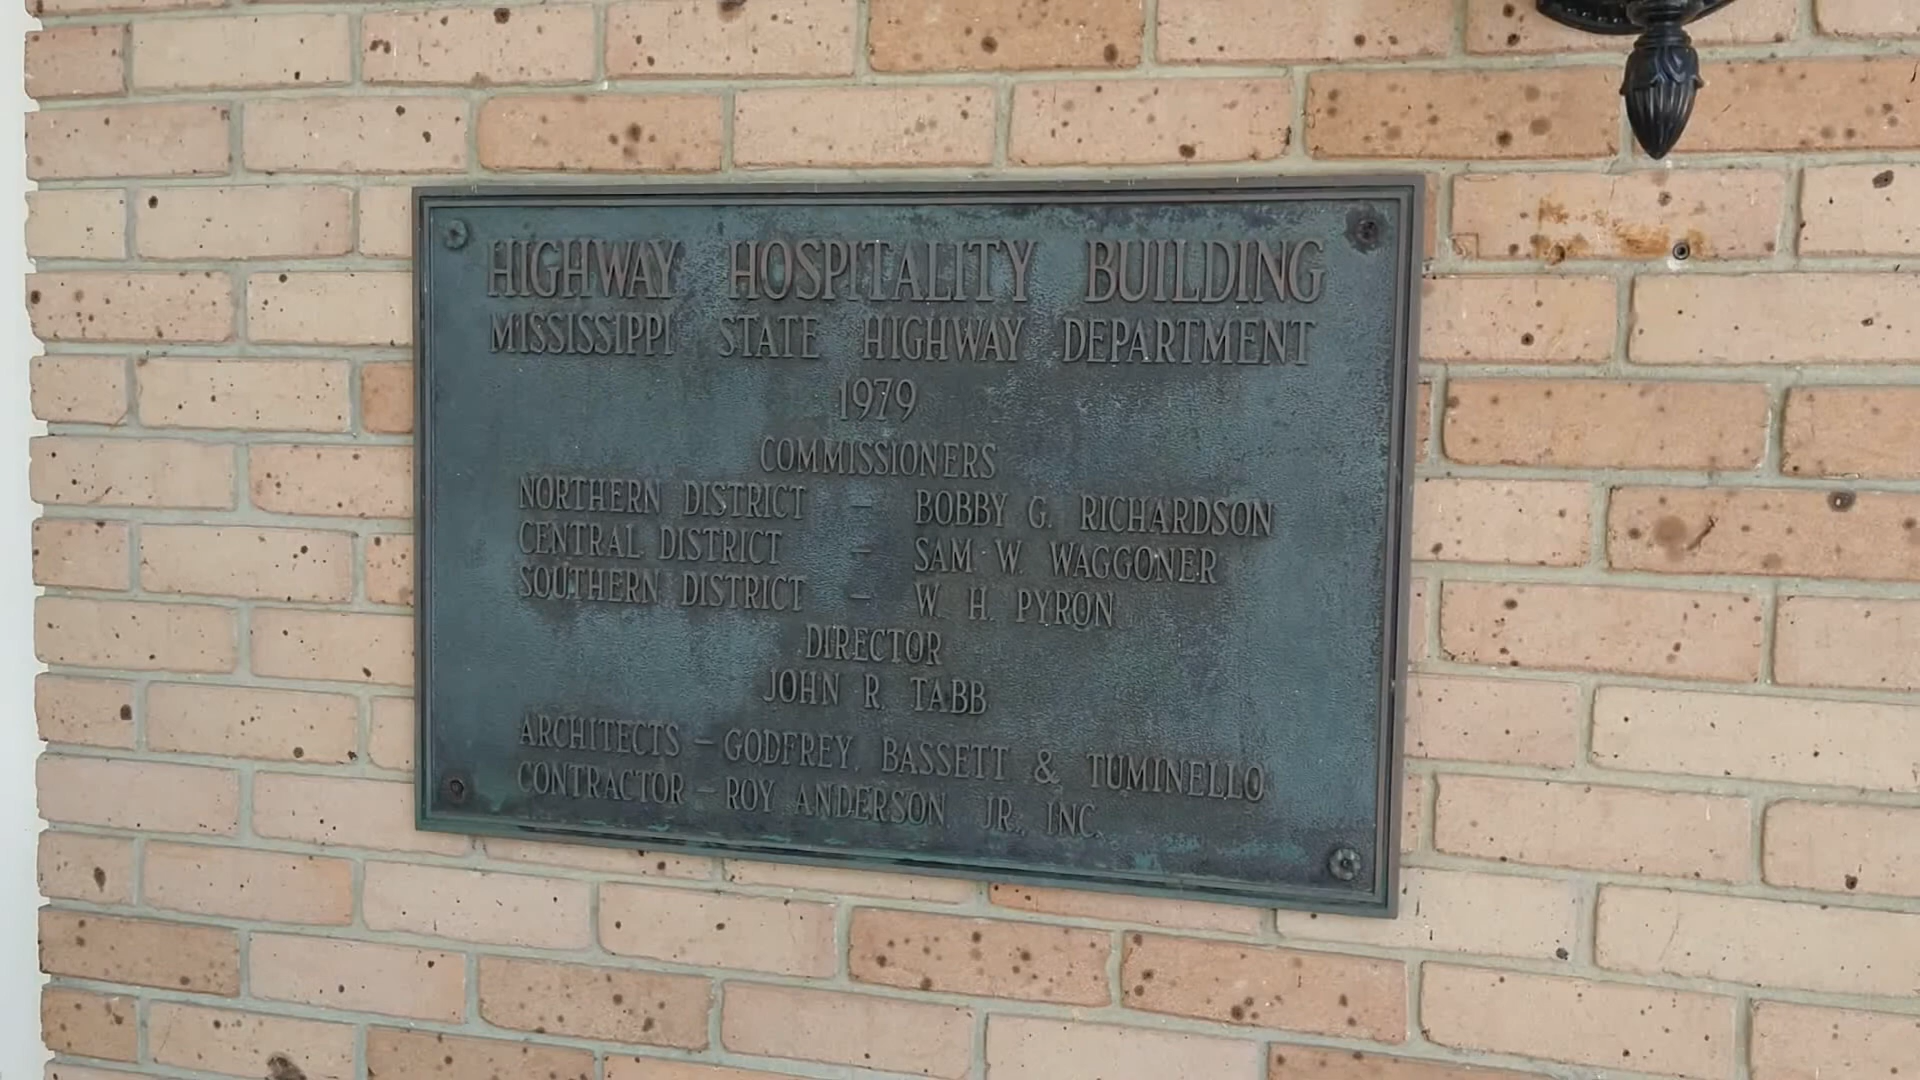 HIGHWAY HOSPITALITY BUILDING
MISSISSIPPI STATE HIGHWAY DEPARTMENT
1979
COMMISSIONERS
NORTHERN DISTRICT – BOBBY G. RICHARDSON
CENTRAL DISTRICT – SAM W. WAGGONER
SOUTHERN DISTRICT – W. H. PYRON
DIRECTOR
JOHN R. TABB
ARCHITECTS – GODFREY, BASSETT & TUMINELLO
CONTRACTOR – ROY ANDERSON JR., INC.